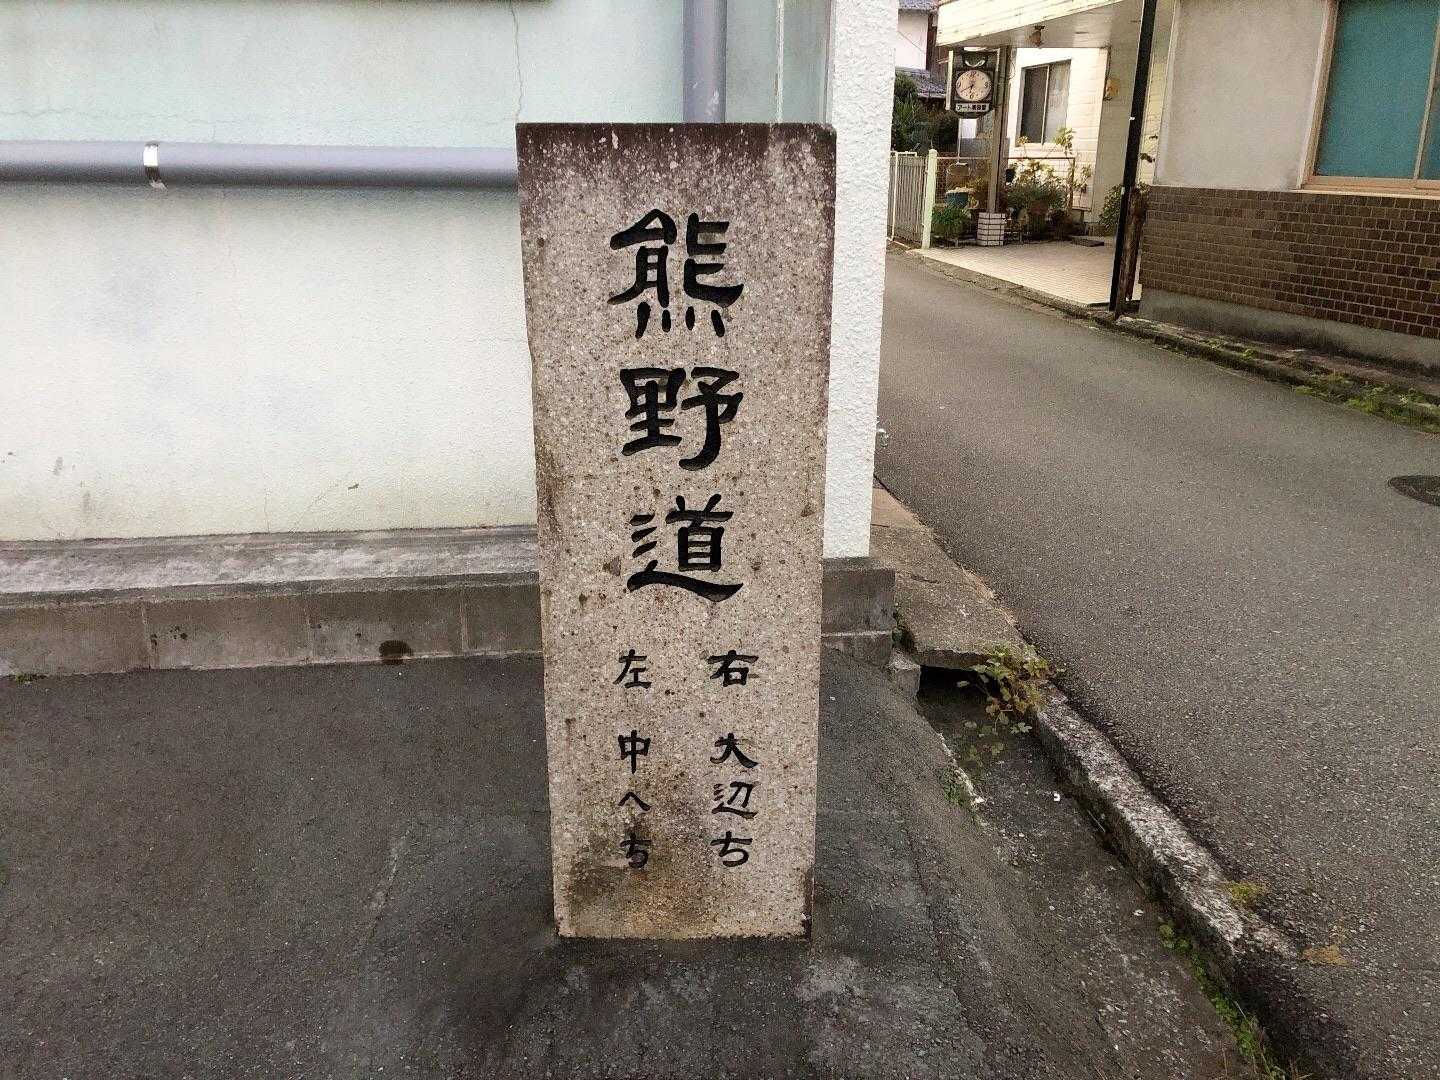 熊野道
右 大辺ち
左 中へち